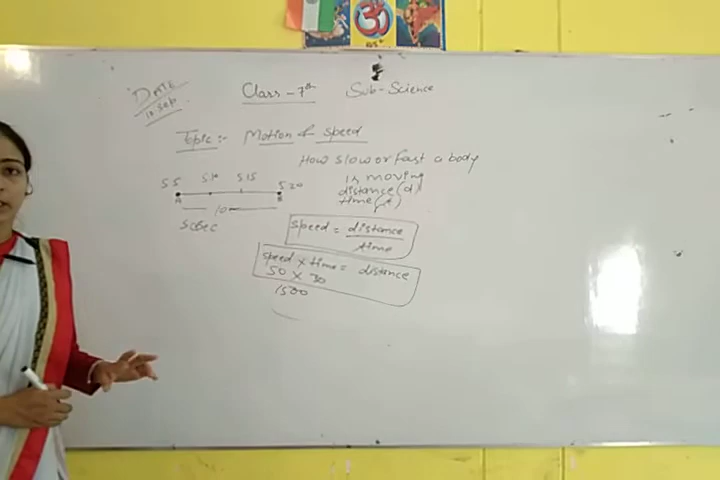 DATE
10 Sep
Class - 7th Sub - Science
Topic :- Motion of speed
How slow or fast a body
is moving
distance (d)
time (t)
5 5 5 10 5 15 5 20
A B
10
50 Sec
speed = distance
time
speed x time = distance
50 x 30
1500